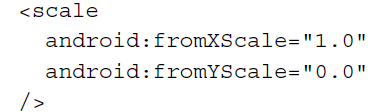 <scale
android:fromXScale="1.0"
android:fromYScale="0.0"
/>